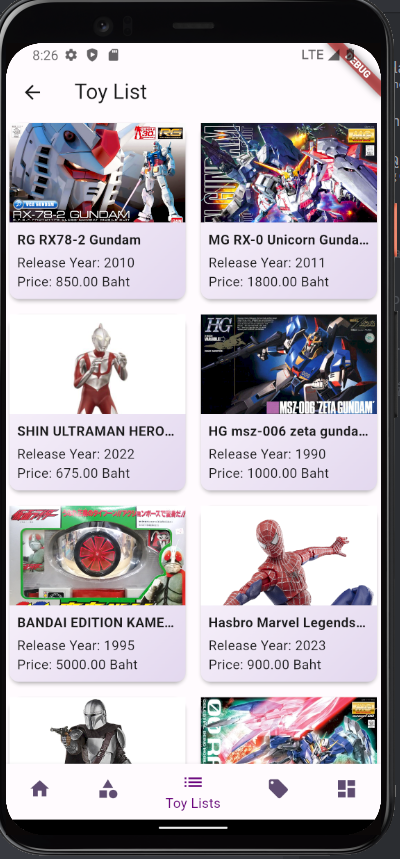 8:26
LTE
Toy List
RG
RX-78-2 GUNDAM
MG
RG RX78-2 Gundam
MG RX-0 Unicorn Gunda...
Release Year: 2010
Release Year: 2011
Price: 850.00 Baht
Price: 1800.00 Baht
HG
MSZ-006 'ZETA GUNDAM'
SHIN ULTRAMAN HERO...
HG msz-006 zeta gunda...
Release Year: 2022
Release Year: 1990
Price: 675.00 Baht
Price: 1000.00 Baht
BANDAI EDITION KAME...
Hasbro Marvel Legends...
Release Year: 1995
Release Year: 2023
Price: 5000.00 Baht
Price: 900.00 Baht
MG
Toy Lists